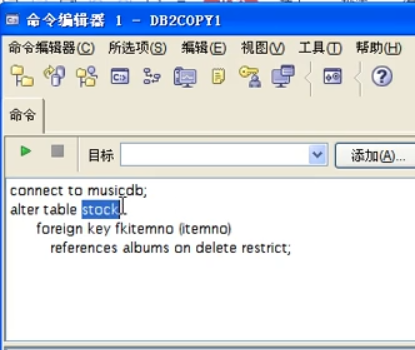 命令编辑器 1 - DB2COPY1
命令编辑器(C) 所选项(S) 编辑(E) 视图(V) 工具(T) 帮助(H)
命令
目标 添加(A)...
connect to musicdb;
alter table stock
foreign key fkitemno (itemno)
references albums on delete restrict;